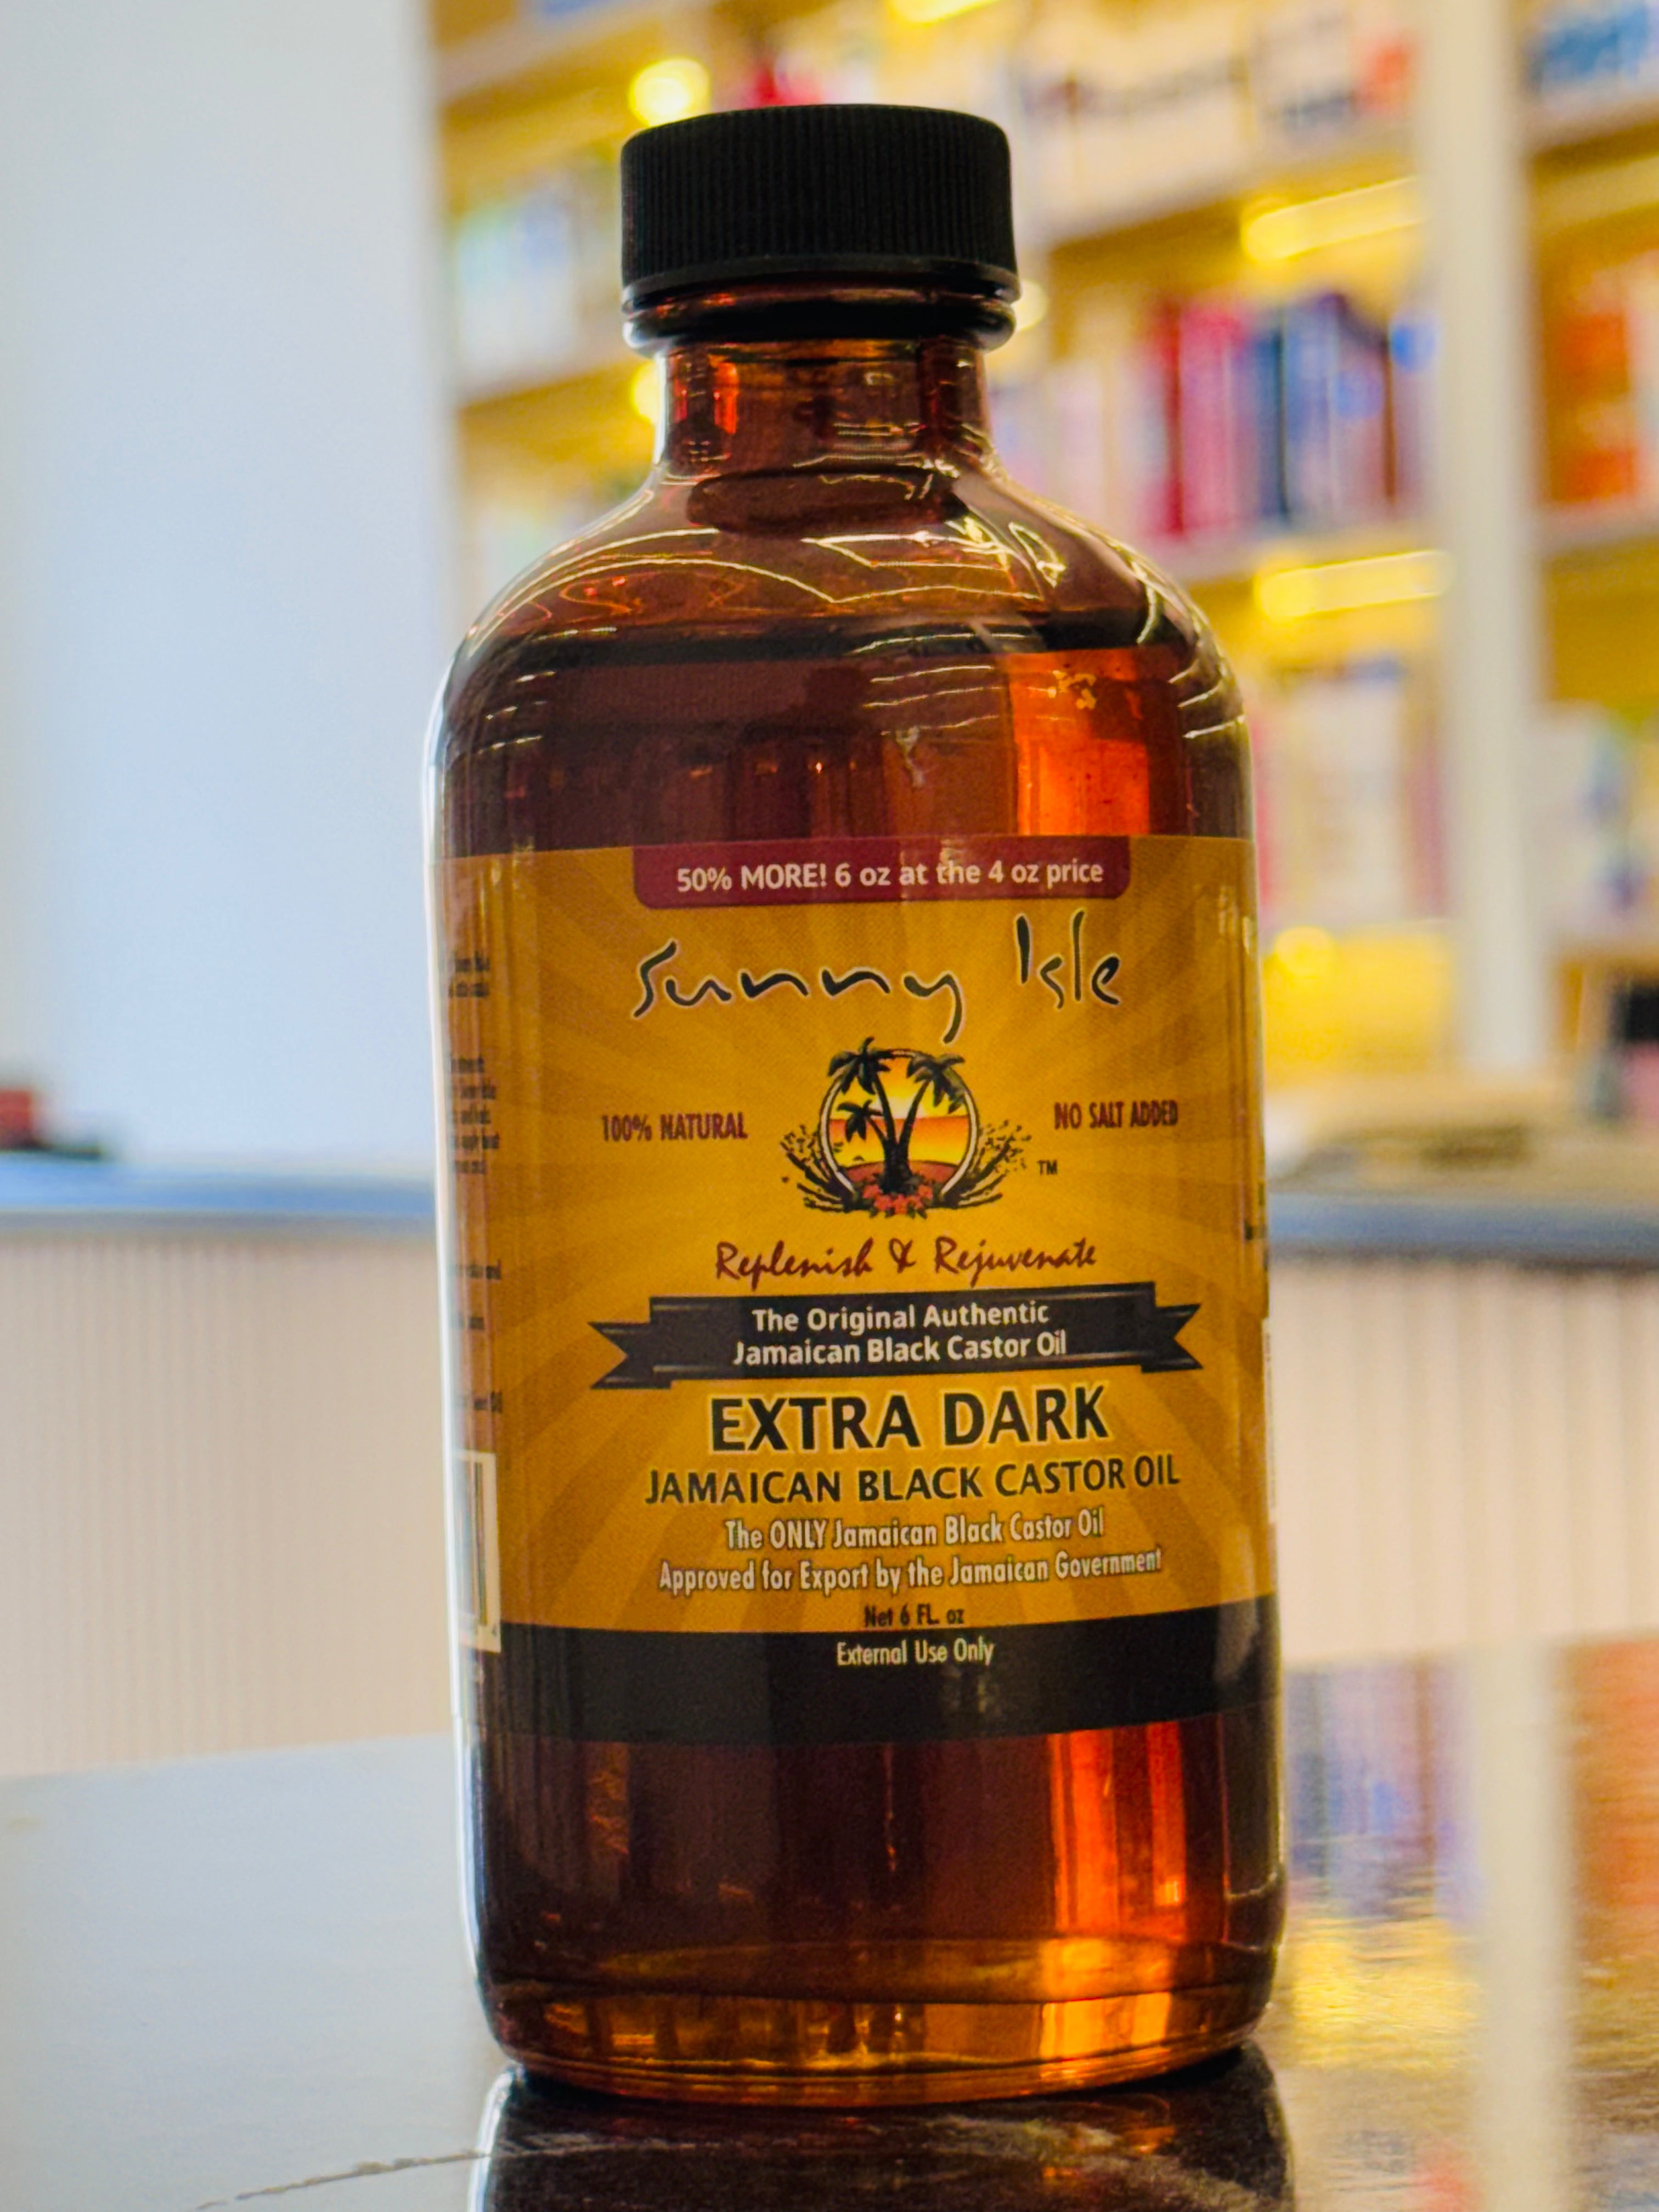 50% MORE! 6 oz at the 4 oz price
Sunny Isle
100% NATURAL
NO SALT ADDED
TM
Replenish & Rejuvenate
The Original Authentic
Jamaican Black Castor Oil
EXTRA DARK
JAMAICAN BLACK CASTOR OIL
The ONLY Jamaican Black Castor Oil
Approved for Export by the Jamaican Government
Net 6 FL. oz
External Use Only